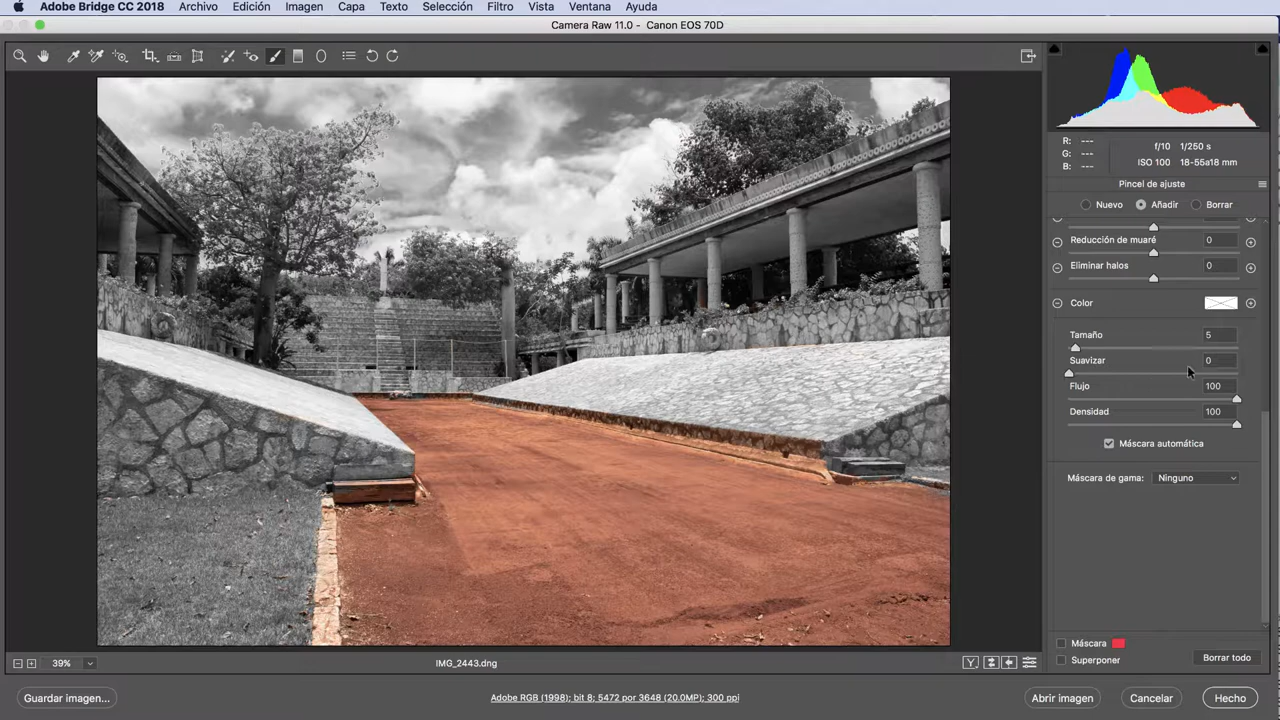 Adobe Bridge CC 2018 Archivo Edición Imagen Capa Texto Selección Filtro Vista Ventana Ayuda
Camera Raw 11.0 - Canon EOS 70D
R: ---
G: ---
B: ---
f/10 1/250 s
ISO 100 18-55a18 mm
Pincel de ajuste
Nuevo Añadir Borrar
Reducción de muaré 0
Eliminar halos 0
Color
Tamaño 5
Suavizar 0
Flujo 100
Densidad 100
Máscara automática
Máscara de gama: Ninguno
Máscara
Superponer
Borrar todo
39%
IMG_2443.dng
Y
Guardar imagen...
Adobe RGB (1998); bit 8; 5472 por 3648 (20.0MP); 300 ppi
Abrir imagen Cancelar Hecho